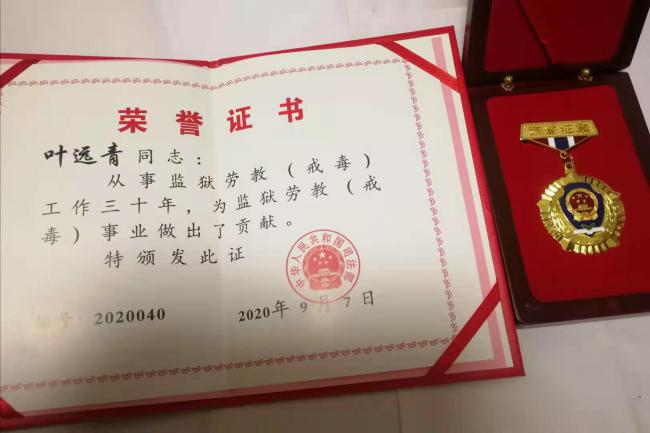 荣誉证书
叶远青 同志：
从事监狱劳教（戒毒）
工作三十年，为监狱劳教（戒
毒）事业做出了贡献。
特颁发此证
中华人民共和国司法部
编号：2020040
2020年 9月 7日